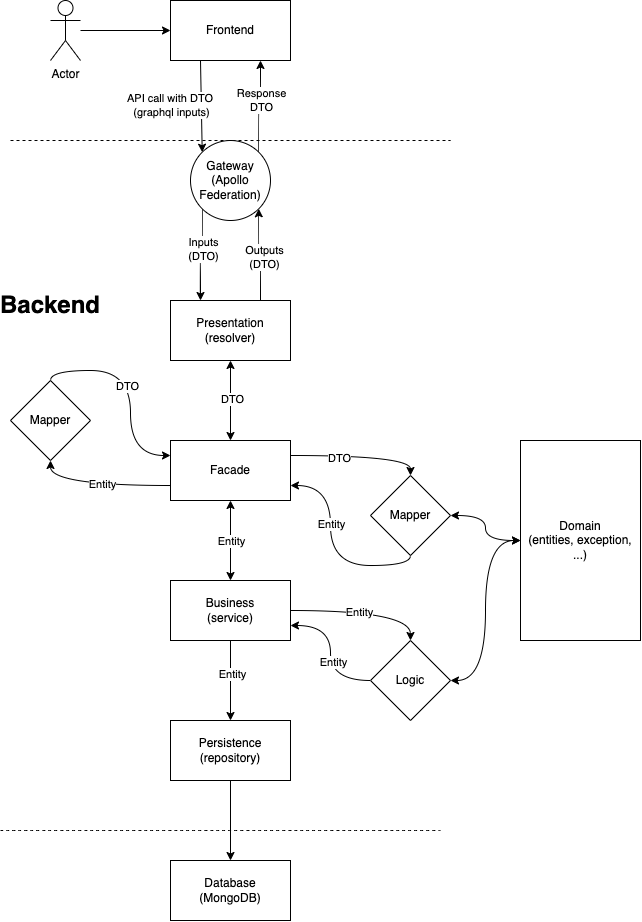 Frontend
Actor
API call with DTO
(graphql inputs)
Response
DTO
Gateway
(Apollo
Federation)
Inputs
(DTO)
Outputs
(DTO)
Backend
Presentation
(resolver)
DTO
DTO
Mapper
Facade
DTO
Entity
Mapper
Entity
Domain
(entities, exception,
...)
Entity
Business
(service)
Entity
Entity
Logic
Entity
Persistence
(repository)
Database
(MongoDB)